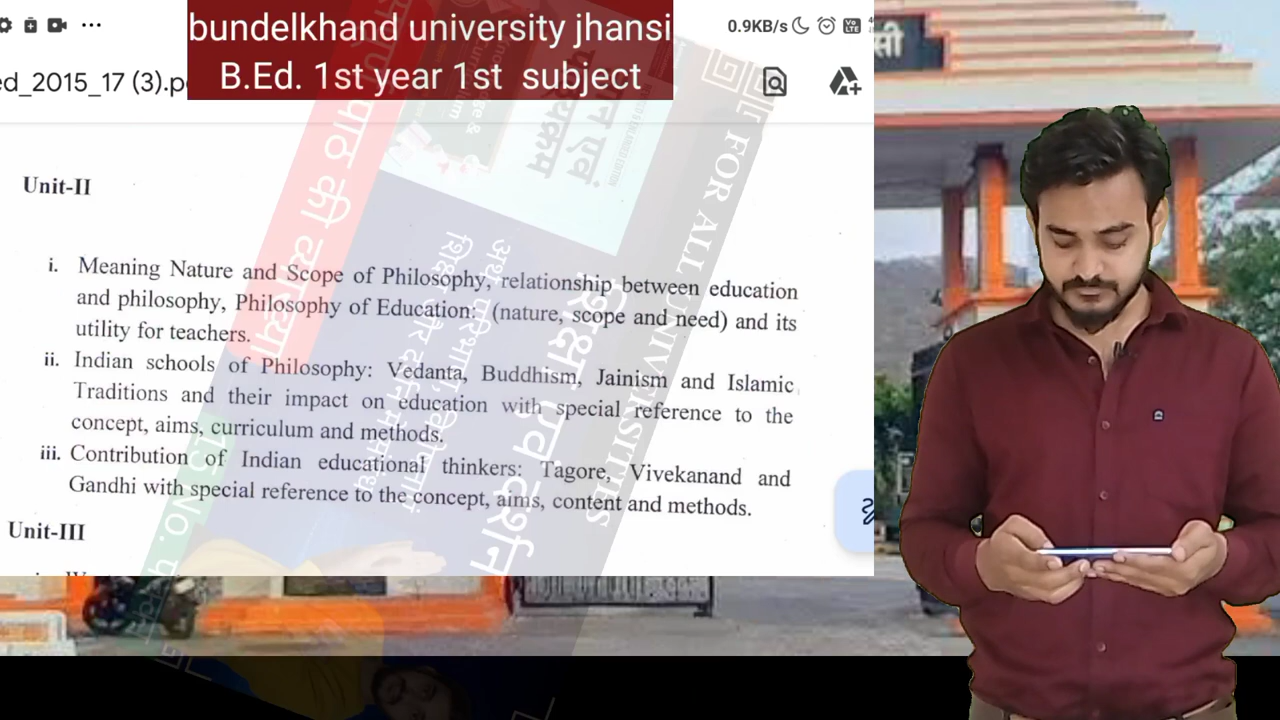 bundelkhand university jhansi
B.Ed. 1st year 1st subject
0.9KB/s
ed_2015_17 (3).p
सी
Unit-II
i. Meaning Nature and Scope of Philosophy, relationship between education
and philosophy, Philosophy of Education: (nature, scope and need) and its
utility for teachers.
ii. Indian schools of Philosophy: Vedanta, Buddhism, Jainism and Islamic
Traditions and their impact on education with special reference to the
concept, aims, curriculum and methods.
iii. Contribution of Indian educational thinkers: Tagore, Vivekanand and
Gandhi with special reference to the concept, aims, content and methods.
Unit-III
FOR ALL UNIVERSITIES
शिक्षा एवं दर्शन